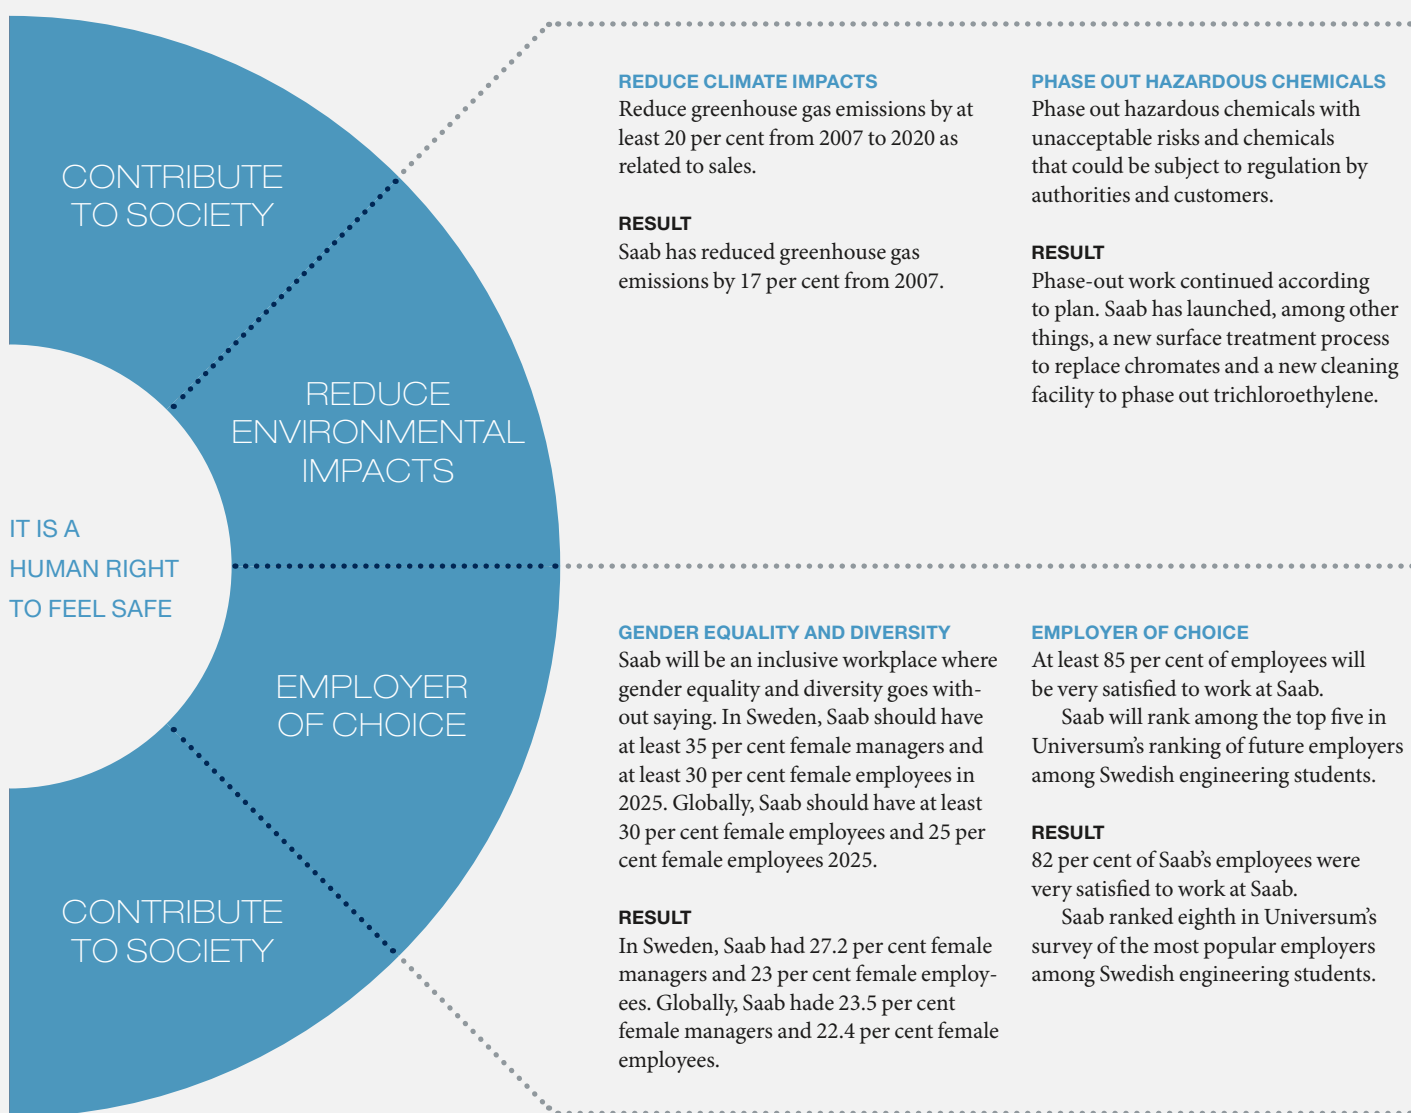 CONTRIBUTE
TO SOCIETY
REDUCE
ENVIRONMENTAL
IMPACTS
IT IS A
HUMAN RIGHT
TO FEEL SAFE
EMPLOYER
OF CHOICE
CONTRIBUTE
TO SOCIETY
REDUCE CLIMATE IMPACTS
Reduce greenhouse gas emissions by at
least 20 per cent from 2007 to 2020 as
related to sales.
RESULT
Saab has reduced greenhouse gas
emissions by 17 per cent from 2007.
PHASE OUT HAZARDOUS CHEMICALS
Phase out hazardous chemicals with
unacceptable risks and chemicals
that could be subject to regulation by
authorities and customers.
RESULT
Phase-out work continued according
to plan. Saab has launched, among other
things, a new surface treatment process
to replace chromates and a new cleaning
facility to phase out trichloroethylene.
GENDER EQUALITY AND DIVERSITY
Saab will be an inclusive workplace where
gender equality and diversity goes with-
out saying. In Sweden, Saab should have
at least 35 per cent female managers and
at least 30 per cent female employees in
2025. Globally, Saab should have at least
30 per cent female employees and 25 per
cent female employees 2025.
RESULT
In Sweden, Saab had 27.2 per cent female
managers and 23 per cent female employ-
ees. Globally, Saab hade 23.5 per cent
female managers and 22.4 per cent female
employees.
EMPLOYER OF CHOICE
At least 85 per cent of employees will
be very satisfied to work at Saab.
Saab will rank among the top five in
Universum's ranking of future employers
among Swedish engineering students.
RESULT
82 per cent of Saab's employees were
very satisfied to work at Saab.
Saab ranked eighth in Universum's
survey of the most popular employers
among Swedish engineering students.